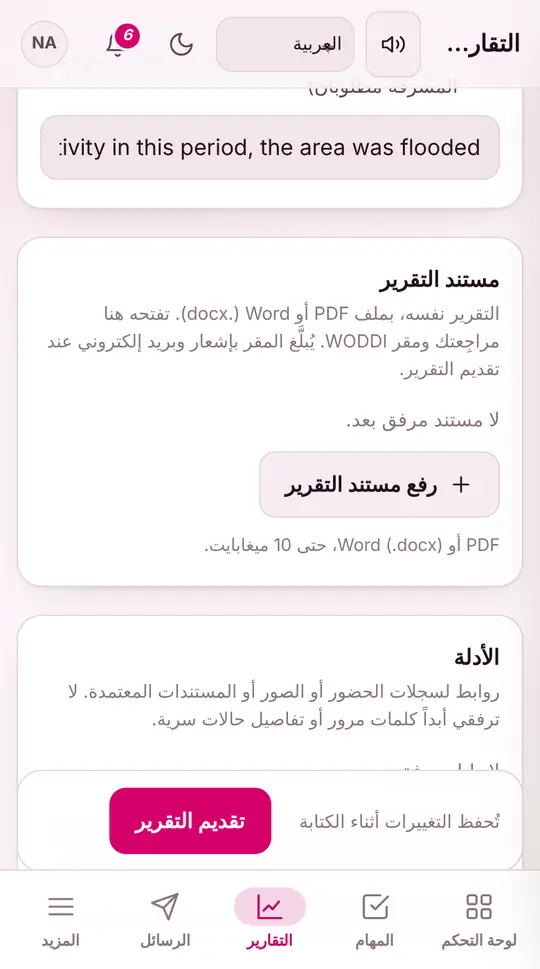 التقار...
العربية
6
NA
المشرفة مطلوبان)
ivity in this period, the area was flooded
مستند التقرير
التقرير نفسه، بملف PDF أو Word (.docx). تفتحه هنا
مراجِعتك ومقر WODDI. يُبلَّغ المقر بإشعار وبريد إلكتروني عند
تقديم التقرير.
لا مستند مرفق بعد.
رفع مستند التقرير
PDF أو Word (.docx)، حتى 10 ميغابايت.
الأدلة
روابط لسجلات الحضور أو الصور أو المستندات المعتمدة. لا
ترفقي أبداً كلمات مرور أو تفاصيل حالات سرية.
تُحفظ التغييرات أثناء الكتابة
تقديم التقرير
لوحة التحكم
المهام
التقارير
الرسائل
المزيد